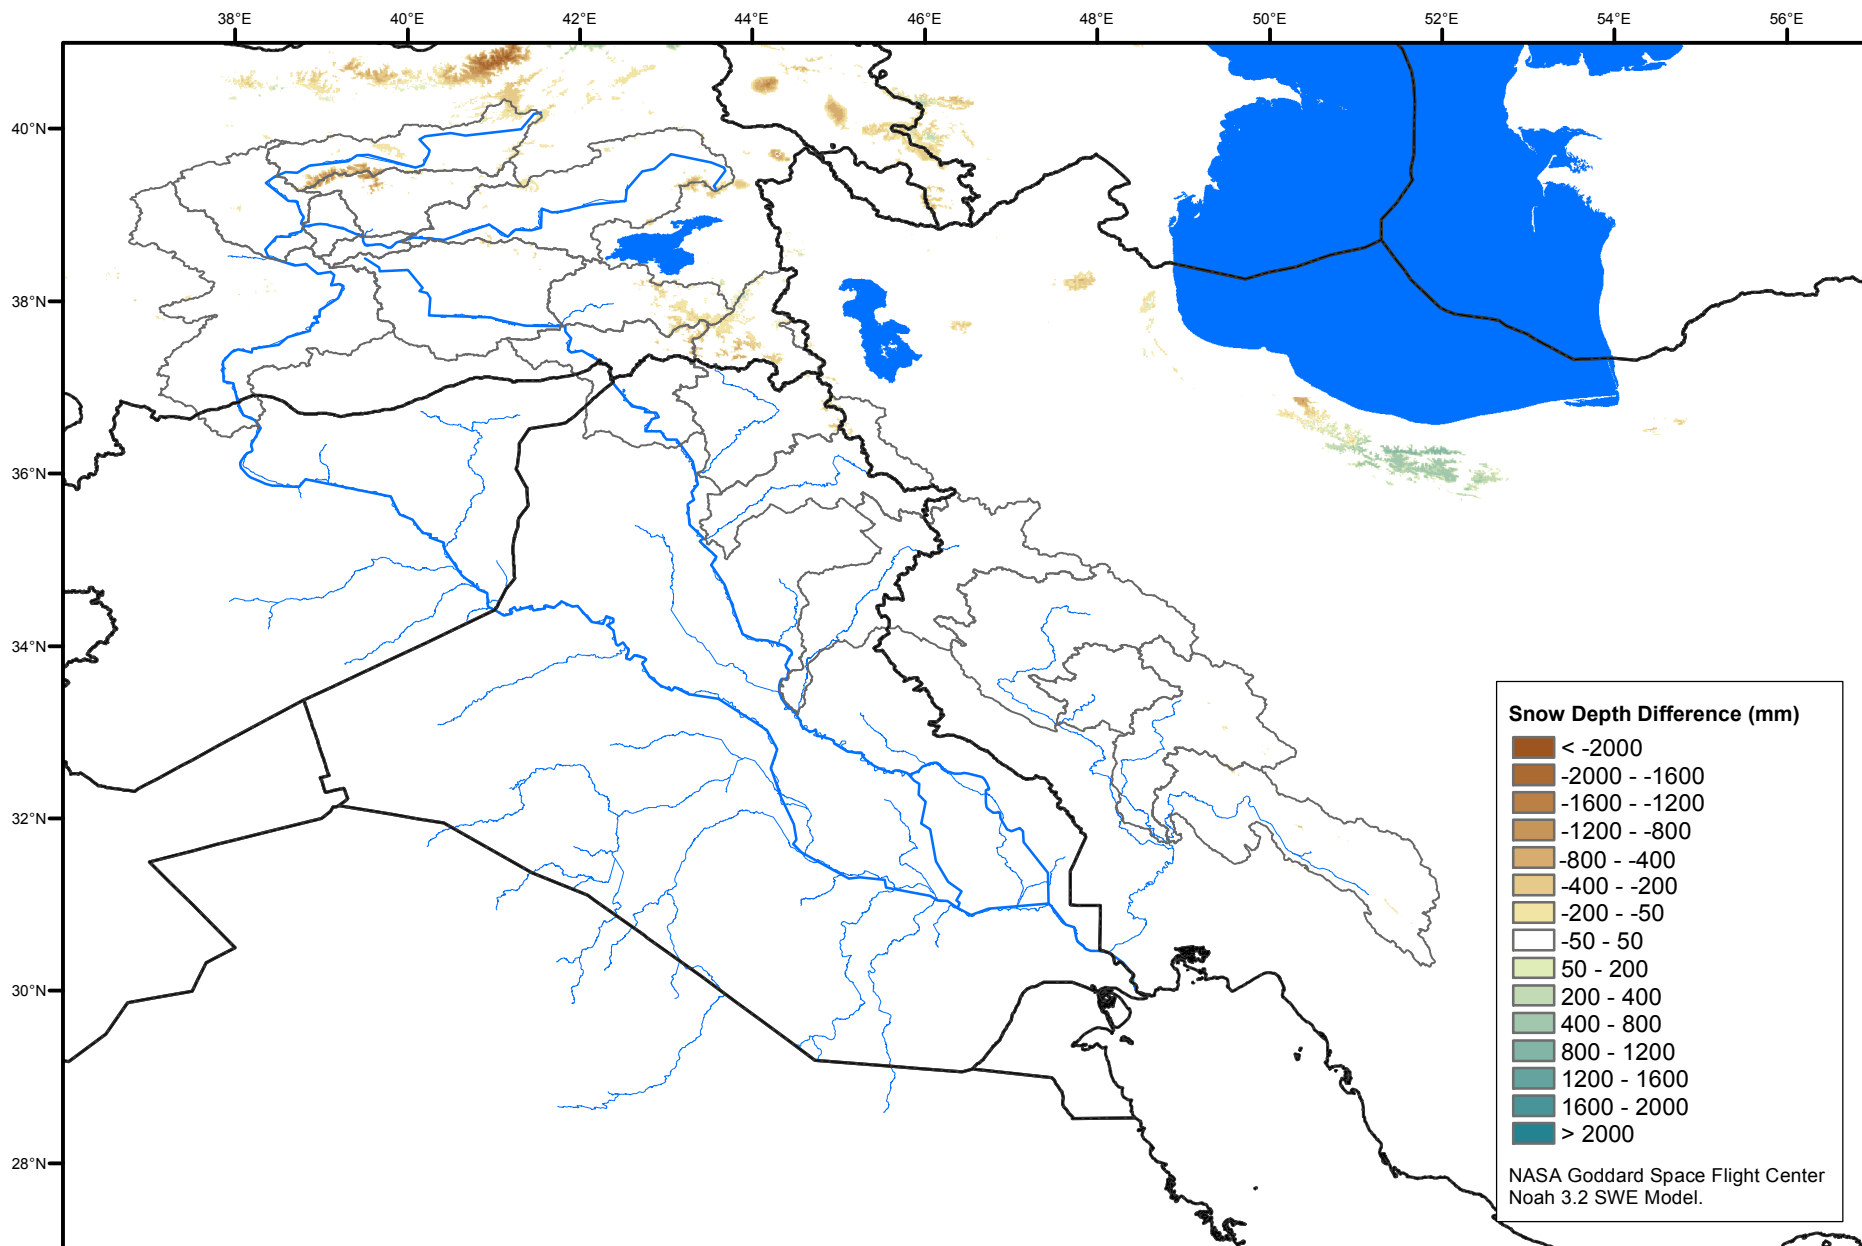 38°E 40°E 42°E 44°E 46°E 48°E 50°E 52°E 54°E 56°E
40°N
38°N
36°N
34°N
32°N
30°N
28°N
Snow Depth Difference (mm)
< -2000
-2000 - -1600
-1600 - -1200
-1200 - -800
-800 - -400
-400 - -200
-200 - -50
-50 - 50
50 - 200
200 - 400
400 - 800
800 - 1200
1200 - 1600
1600 - 2000
> 2000
NASA Goddard Space Flight Center
Noah 3.2 SWE Model.